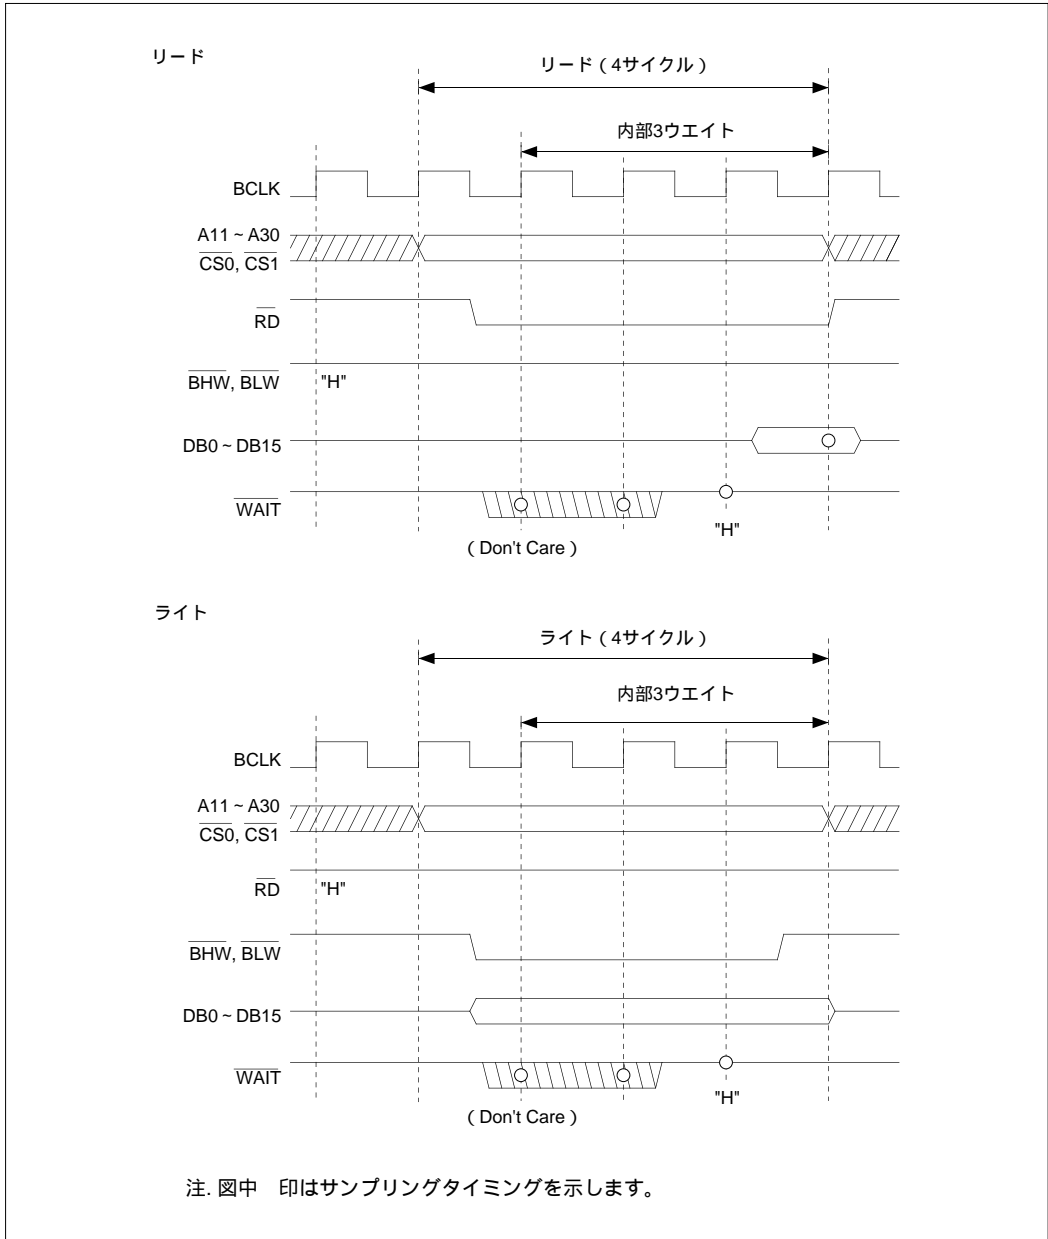 リード
リード（4サイクル）
内部3ウエイト
BCLK
A11 ~ A30
CS0, CS1
RD
BHW, BLW "H"
DB0 ~ DB15
WAIT
"H"
（Don't Care）
ライト
ライト（4サイクル）
内部3ウエイト
BCLK
A11 ~ A30
CS0, CS1
RD "H"
BHW, BLW
DB0 ~ DB15
WAIT
"H"
（Don't Care）
注. 図中　印はサンプリングタイミングを示します。